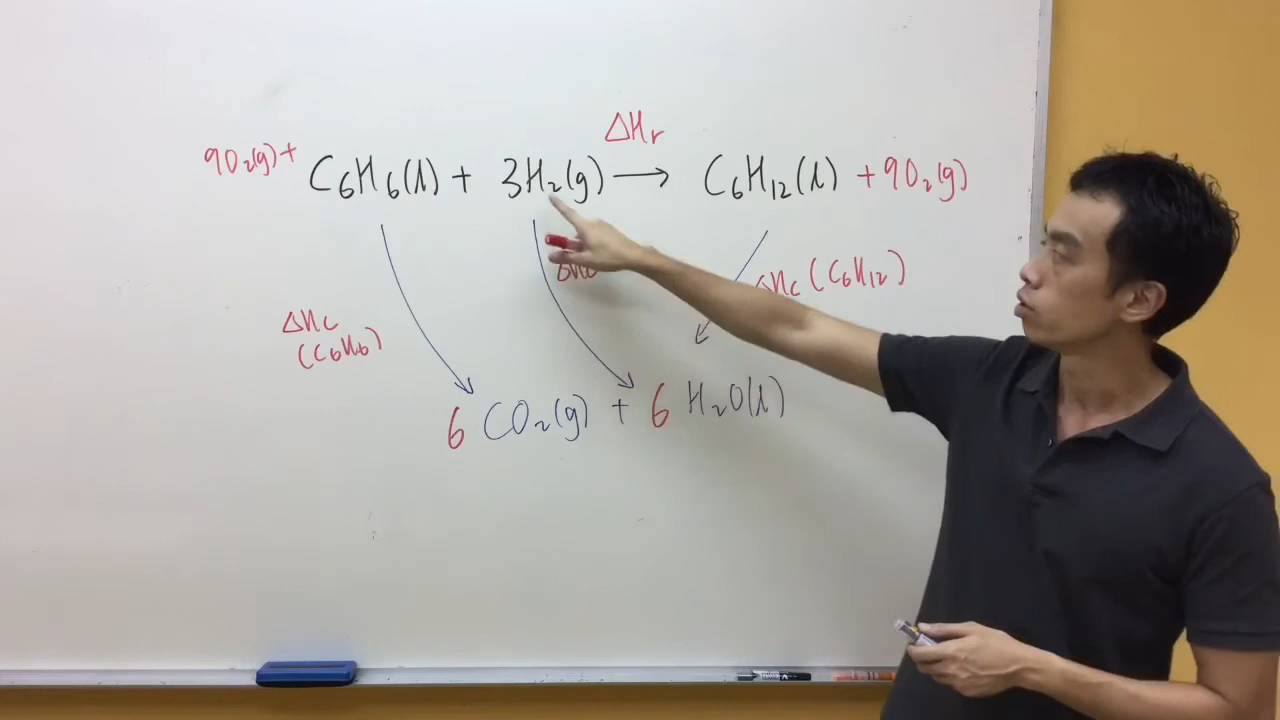 ΔHr
9O₂(g) + C₆H₆(l) + 3H₂(g) → C₆H₁₂(l) + 9O₂(g)
ΔHc (C₆H₁₂)
ΔHc
(C₆H₆)
6 CO₂(g) + 6 H₂O(l)